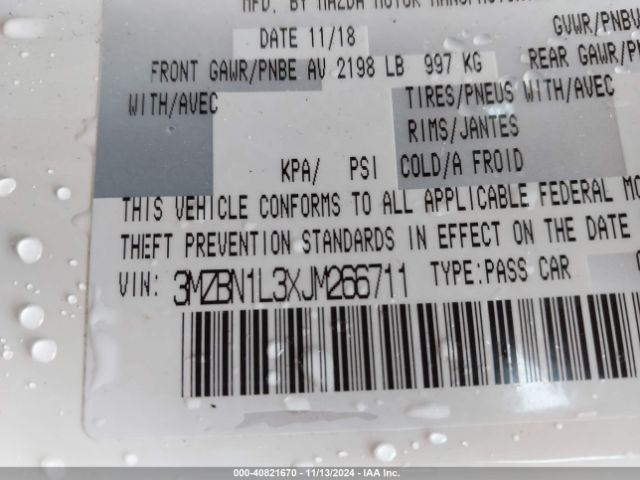 MFD. BY MAZDA MOTOR
DATE 11/18
GVWR/PNBV
FRONT GAWR/PNBE AV 2198 LB 997 KG
REAR GAWR/PN
WITH/AVEC
TIRES/PNEUS WITH/AVEC
RIMS/JANTES
KPA/ PSI COLD/A FROID
THIS VEHICLE CONFORMS TO ALL APPLICABLE FEDERAL MO
THEFT PREVENTION STANDARDS IN EFFECT ON THE DATE
VIN: 3MZBN1L3XJM266711 TYPE:PASS CAR
000-40821670 - 11/13/2024 - IAA Inc.